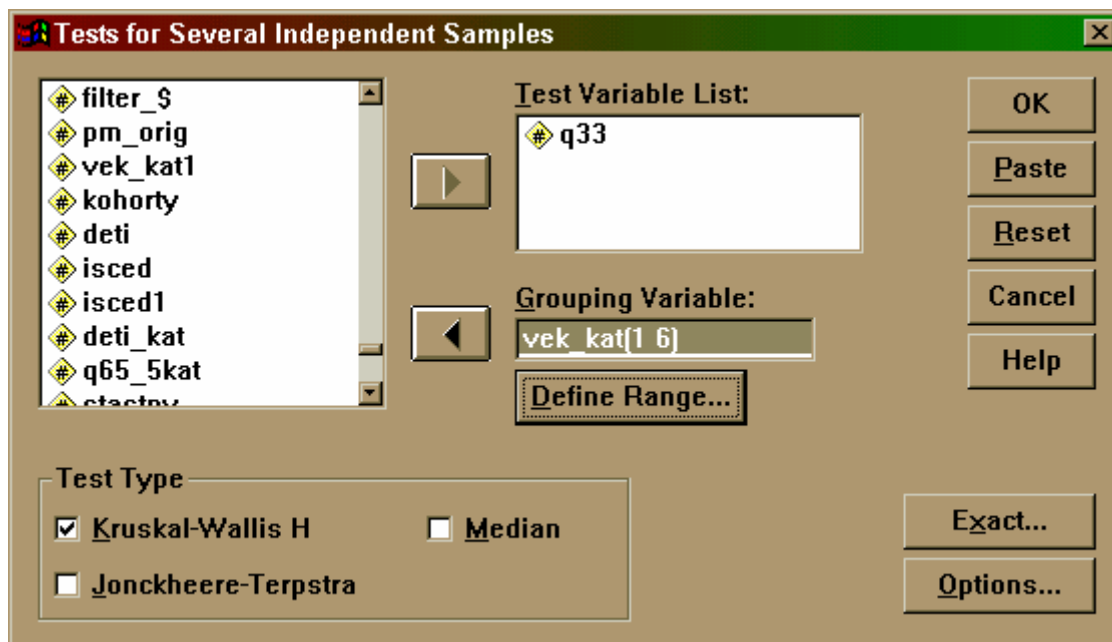 Tests for Several Independent Samples
filter_$
pm_orig
vek_kat1
kohorty
deti
isced
isced1
deti_kat
q65_5kat
Test Variable List:
q33
Grouping Variable:
vek_kat(1 6)
Define Range...
OK
Paste
Reset
Cancel
Help
Test Type
Kruskal-Wallis H
Median
Jonckheere-Terpstra
Exact...
Options...